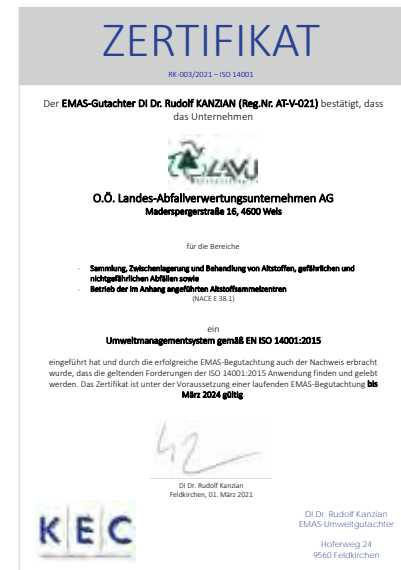 ZERTIFIKAT
RK-003/2021 – ISO 14001
Der EMAS-Gutachter DI Dr. Rudolf KANZIAN (Reg.Nr. AT-V-021) bestätigt, dass
das Unternehmen
LAVU
O.Ö. Landes-Abfallverwertungsunternehmen AG
Maderspergerstraße 16, 4600 Wels
für die Bereiche
- Sammlung, Zwischenlagerung und Behandlung von Altstoffen, gefährlichen und
nichtgefährlichen Abfällen sowie
- Betrieb der im Anhang angeführten Altstoffsammelzentren
(NACE E 38.1)
ein
Umweltmanagementsystem gemäß EN ISO 14001:2015
eingeführt hat und durch die erfolgreiche EMAS-Begutachtung auch der Nachweis erbracht
wurde, dass die geltenden Forderungen der ISO 14001:2015 Anwendung finden und gelebt
werden. Das Zertifikat ist unter der Voraussetzung einer laufenden EMAS-Begutachtung bis
März 2024 gültig.
DI Dr. Rudolf Kanzian
Feldkirchen, 01. März 2021
KEC
DI Dr. Rudolf Kanzian
EMAS-Umweltgutachter
Hoferweg 24
9560 Feldkirchen